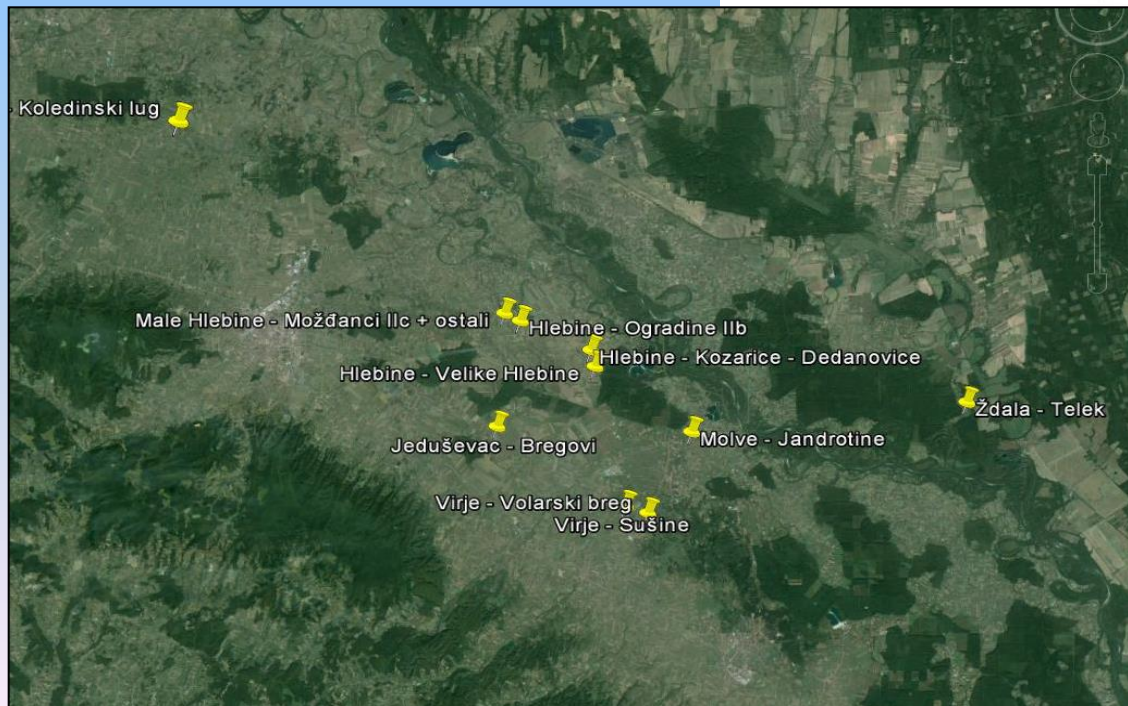 - Koledinski lug
Male Hlebine - Možđanci IIc + ostali
Hlebine - Ogradine IIb
Hlebine - Kozarice - Dedanovice
Hlebine - Velike Hlebine
Ždala - Telek
Jeduševac - Bregovi
Molve - Jandrotine
Virje - Volarski breg
Virje - Sušine